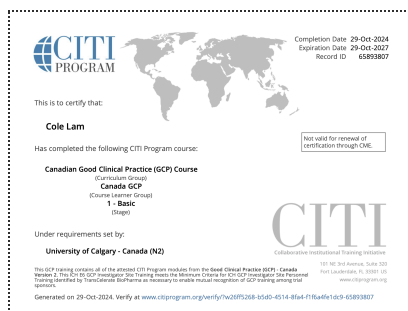 CITI
PROGRAM
Completion Date 29-Oct-2024
Expiration Date 29-Oct-2027
Record ID 65893807
This is to certify that:
Cole Lam
Has completed the following CITI Program course:
Not valid for renewal of
certification through CME.
Canadian Good Clinical Practice (GCP) Course
(Curriculum Group)
Canada GCP
(Course Learner Group)
1 - Basic
(Stage)
Under requirements set by:
University of Calgary - Canada (N2)
CITI
Collaborative Institutional Training Initiative
101 NE 3rd Avenue, Suite 320
Fort Lauderdale, FL 33301 US
www.citiprogram.org
This GCP training contains all of the attested CITI Program modules from the Good Clinical Practice (GCP) - Canada
Version 2. This ICH E6 GCP Investigator Site Training meets the Minimum Criteria for ICH GCP Investigator Site Personnel
Training identified by TransCelerate BioPharma as necessary to enable mutual recognition of GCP training among trial
sponsors.
Generated on 29-Oct-2024. Verify at www.citiprogram.org/verify/?w26ff5268-b5d0-4514-8fa4-f1f6a4fe1dc9-65893807